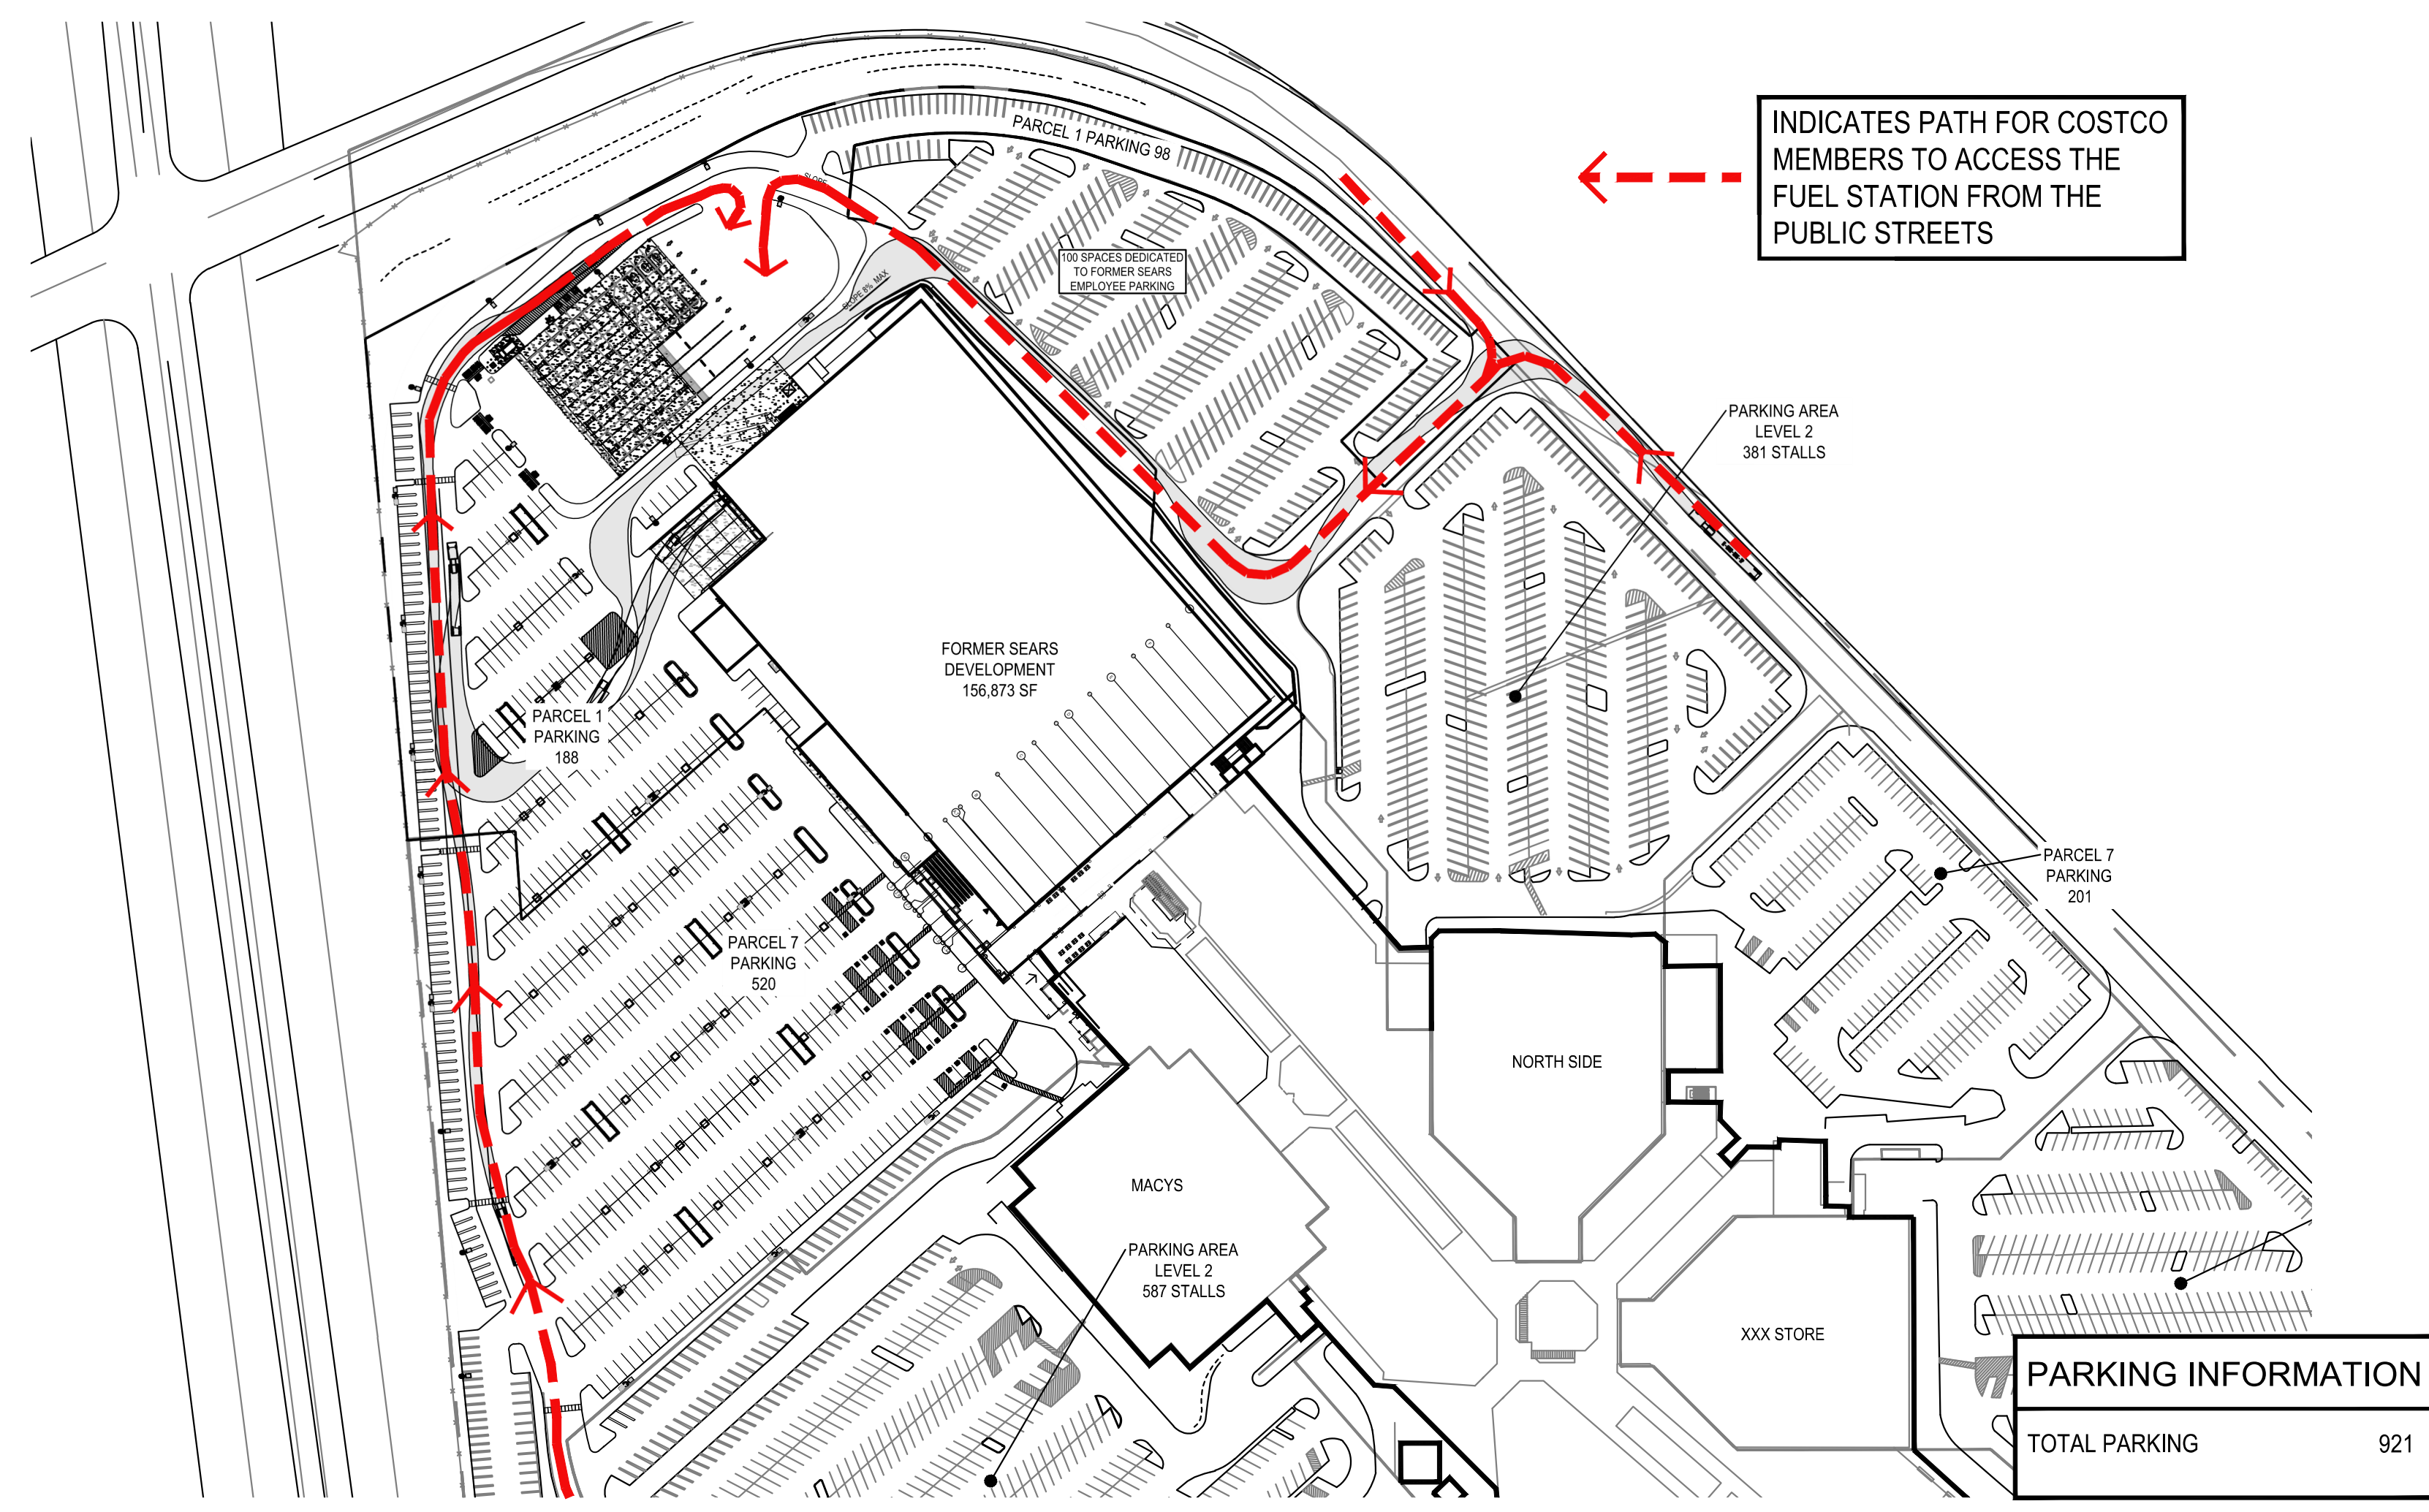 INDICATES PATH FOR COSTCO
MEMBERS TO ACCESS THE
FUEL STATION FROM THE
PUBLIC STREETS
PARCEL 1 PARKING 98
SLOPE
100 SPACES DEDICATED
TO FORMER SEARS
EMPLOYEE PARKING
SLOPE 8% MAX
PARKING AREA
LEVEL 2
381 STALLS
FORMER SEARS
DEVELOPMENT
156,873 SF
PARCEL 1
PARKING
188
PARCEL 7
PARKING
201
PARCEL 7
PARKING
520
NORTH SIDE
MACYS
PARKING AREA
LEVEL 2
587 STALLS
XXX STORE
PARKING INFORMATION
TOTAL PARKING 921